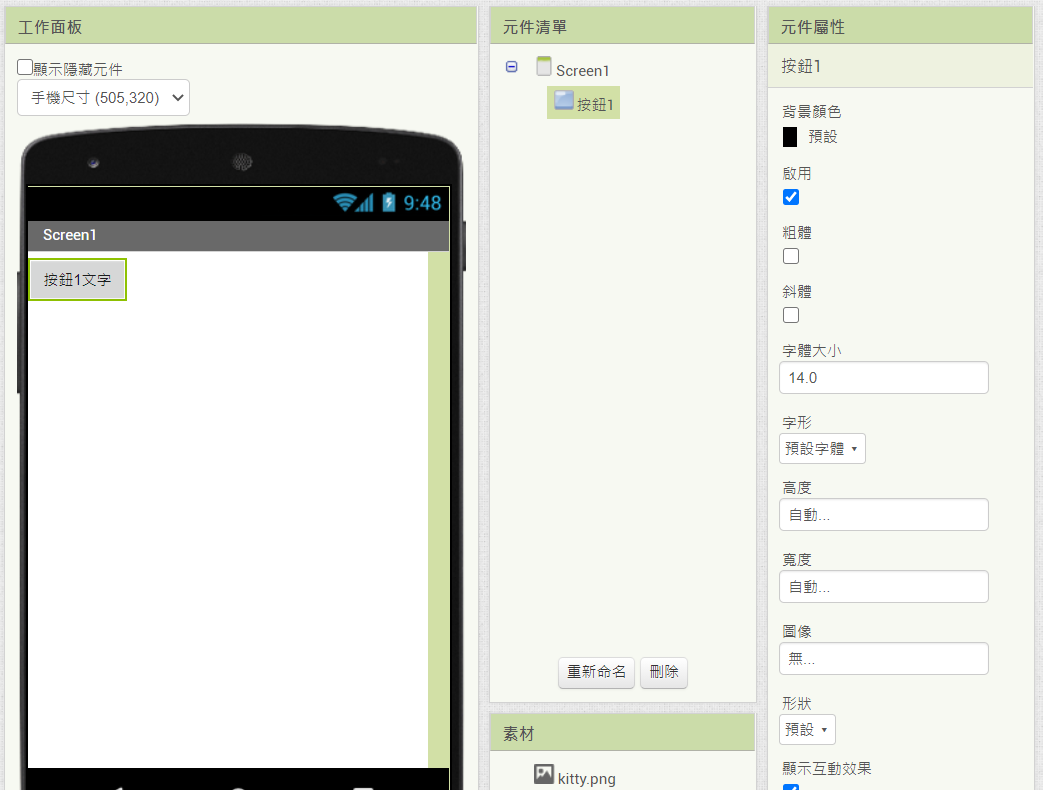 工作面板
顯示隱藏元件
手機尺寸 (505,320)
9:48
Screen1
按鈕1文字
元件清單
Screen1
按鈕1
重新命名
刪除
素材
kitty.png
元件屬性
按鈕1
背景顏色
預設
啟用
粗體
斜體
字體大小
14.0
字形
預設字體
高度
自動...
寬度
自動...
圖像
無...
形狀
預設
顯示互動效果